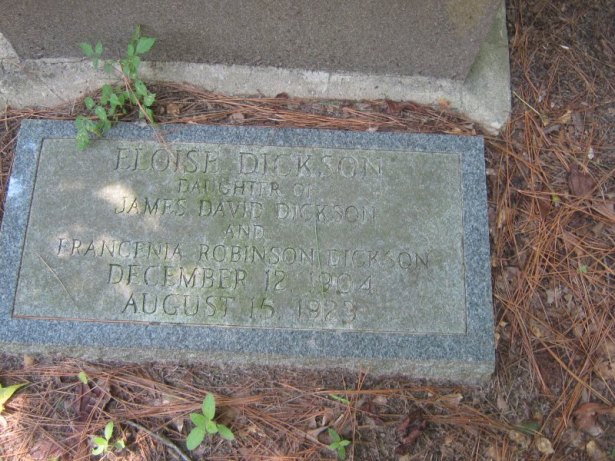 ELOISE DICKSON
DAUGHTER OF
JAMES DAVID DICKSON
AND
FRANCENIA ROBINSON DICKSON
DECEMBER 12, 1904
AUGUST 15, 1923